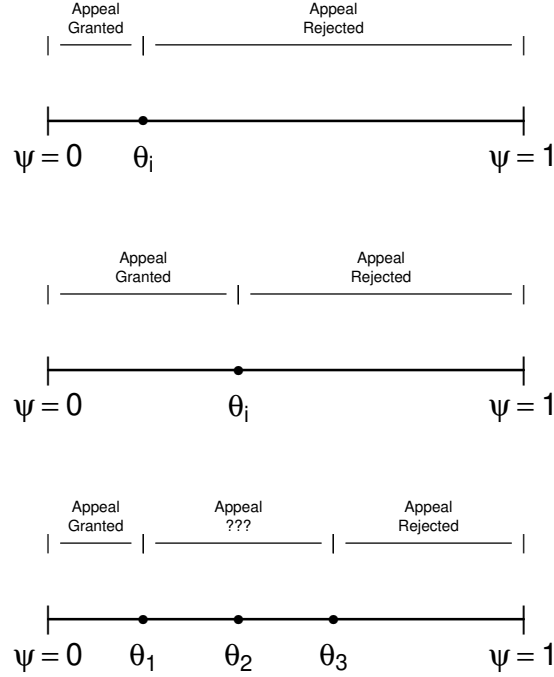 Appeal Granted
Appeal Rejected
ψ = 0
θi
ψ = 1
Appeal Granted
Appeal Rejected
ψ = 0
θi
ψ = 1
Appeal Granted
Appeal ???
Appeal Rejected
ψ = 0
θ1
θ2
θ3
ψ = 1